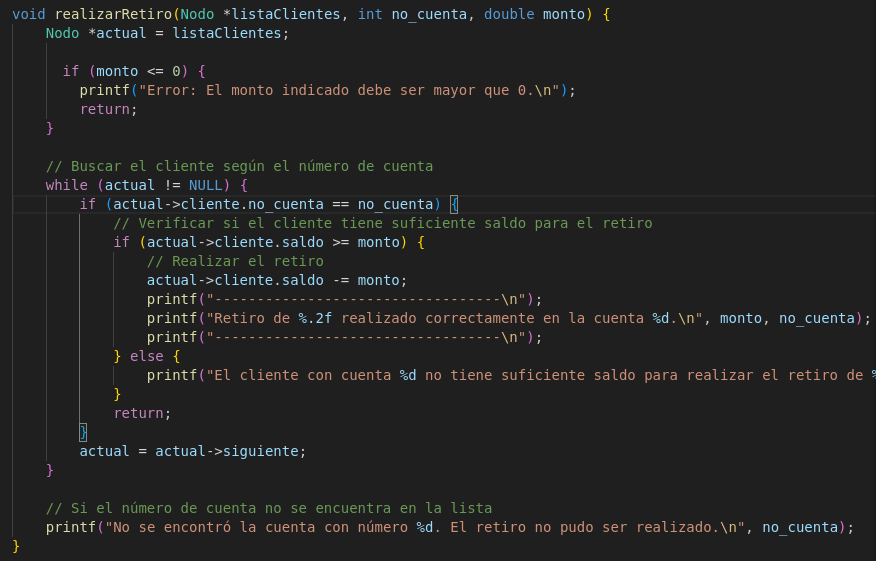 void realizarRetiro(Nodo *listaClientes, int no_cuenta, double monto) {
    Nodo *actual = listaClientes;

      if (monto <= 0) {
        printf("Error: El monto indicado debe ser mayor que 0.\n");
        return;
    }

    // Buscar el cliente según el número de cuenta
    while (actual != NULL) {
        if (actual->cliente.no_cuenta == no_cuenta) {
            // Verificar si el cliente tiene suficiente saldo para el retiro
            if (actual->cliente.saldo >= monto) {
                // Realizar el retiro
                actual->cliente.saldo -= monto;
                printf("----------------------------------\n");
                printf("Retiro de %.2f realizado correctamente en la cuenta %d.\n", monto, no_cuenta);
                printf("----------------------------------\n");
            } else {
                printf("El cliente con cuenta %d no tiene suficiente saldo para realizar el retiro de %
            }
            return;
        }
        actual = actual->siguiente;
    }

    // Si el número de cuenta no se encuentra en la lista
    printf("No se encontró la cuenta con número %d. El retiro no pudo ser realizado.\n", no_cuenta);
}